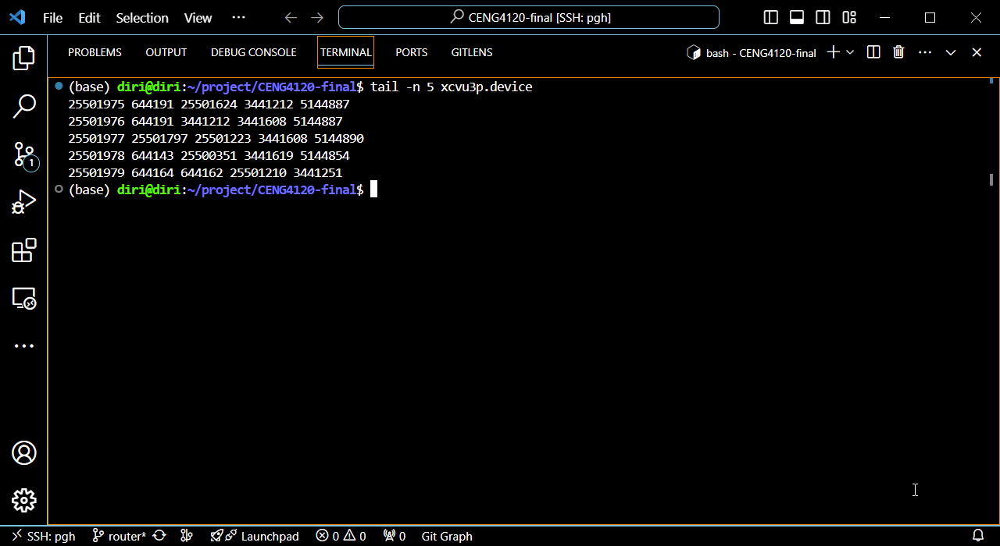 File Edit Selection View ··· CENG4120-final [SSH: pgh]
PROBLEMS OUTPUT DEBUG CONSOLE TERMINAL PORTS GITLENS bash - CENG4120-final
(base) diri@diri:~/project/CENG4120-final$ tail -n 5 xcvu3p.device
25501975 644191 25501624 3441212 5144887
25501976 644191 3441212 3441608 5144887
25501977 25501797 25501223 3441608 5144890
25501978 644143 25500351 3441619 5144854
25501979 644164 644162 25501210 3441251
(base) diri@diri:~/project/CENG4120-final$
1
SSH: pgh router* Launchpad 0 0 0 Git Graph